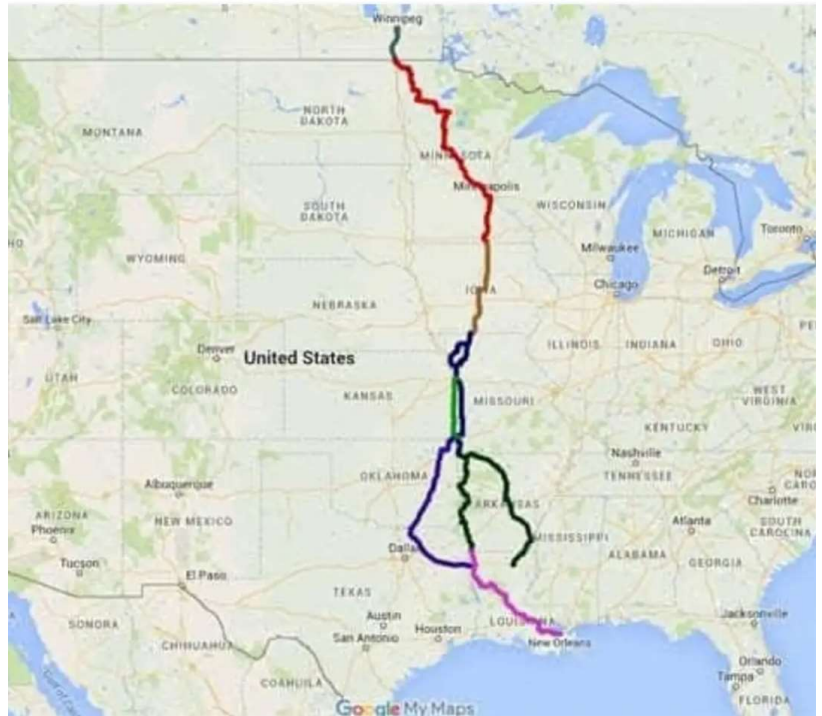 Winnipeg
NORTH
DAKOTA
MONTANA
MINNESOTA
Minneapolis
SOUTH
DAKOTA
WISCONSIN
MICHIGAN
Toronto
Milwaukee
WYOMING
Detroit
IOWA
Chicago
NEBRASKA
Salt Lake City
ILLINOIS
INDIANA
OHIO
Denver
United States
UTAH
COLORADO
KANSAS
MISSOURI
WEST
VIRGINIA
KENTUCKY
Nashville
OKLAHOMA
TENNESSEE
Albuquerque
Charlotte
ARKANSAS
ARIZONA
NEW MEXICO
Phoenix
Atlanta
SOUTH
CAROLINA
MISSISSIPPI
Dallas
ALABAMA
GEORGIA
Tucson
El Paso
TEXAS
Austin
Jacksonville
SONORA
Houston
LOUISIANA
San Antonio
New Orleans
CHIHUAHUA
Orlando
Tampa
COAHUILA
FLORIDA
Google My Maps